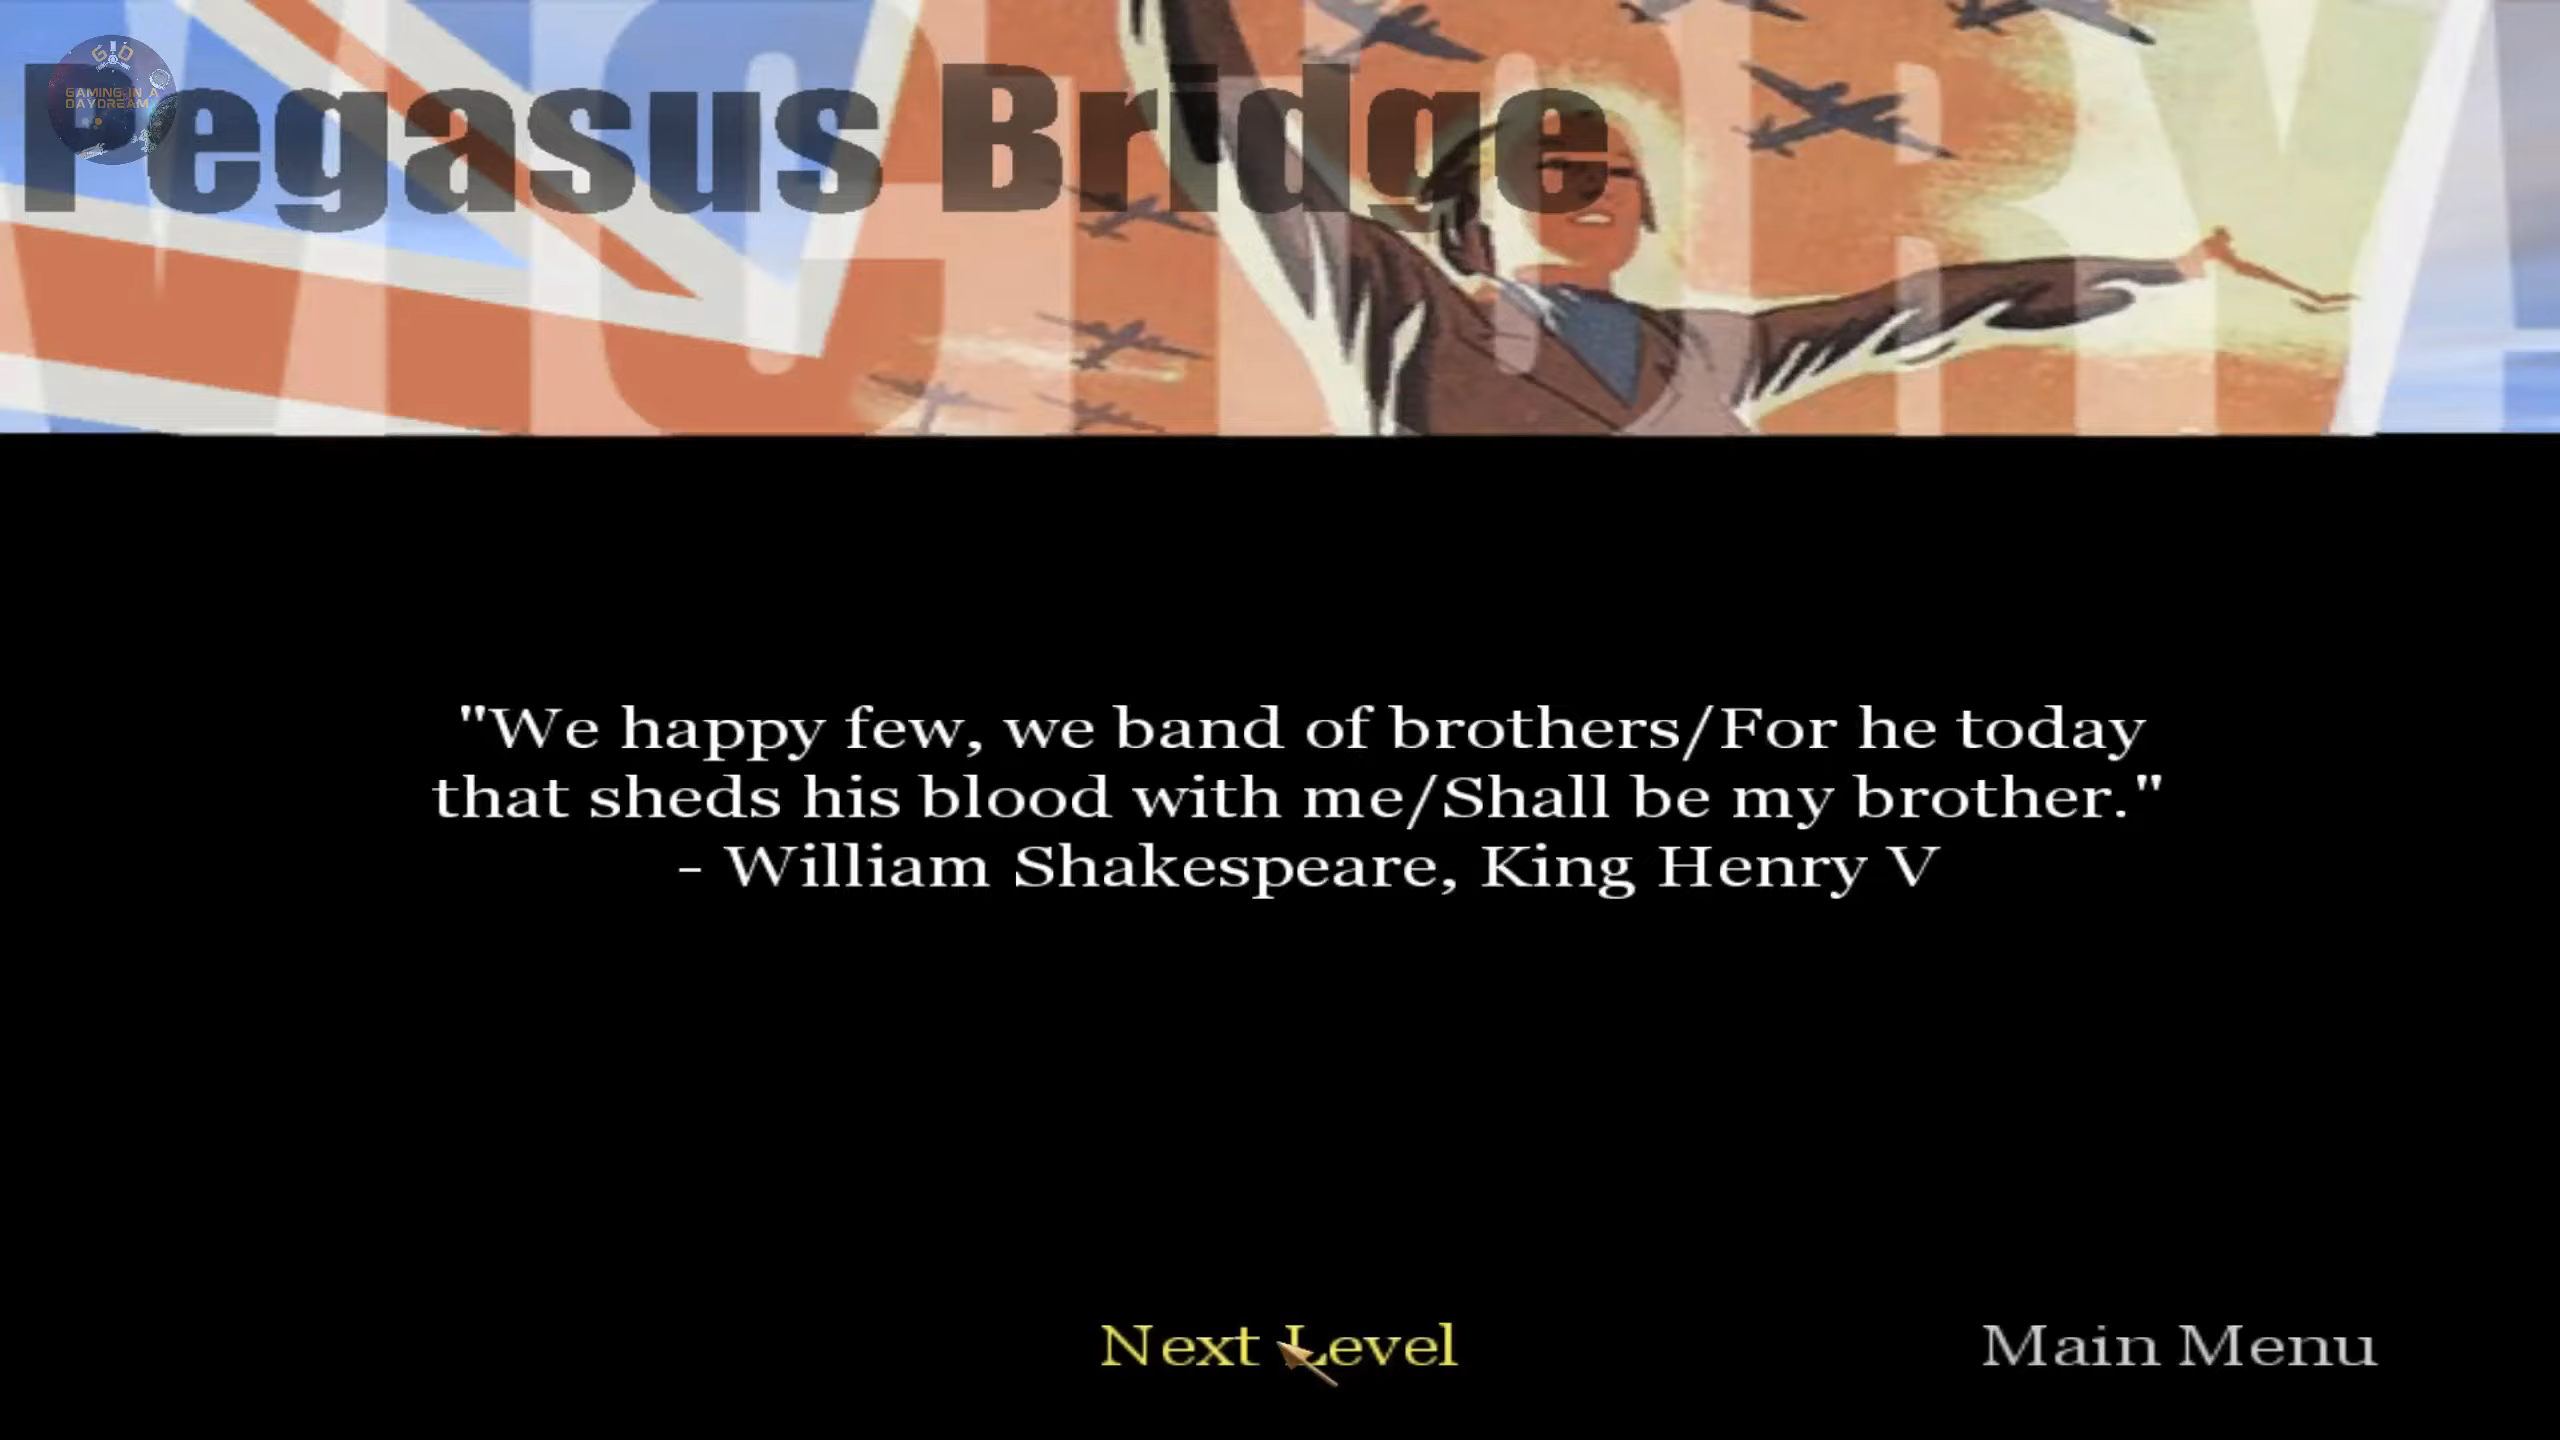 VICTORY
G D
GAMING IN A
DAYDREAM
Pegasus Bridge
"We happy few, we band of brothers/For he today
that sheds his blood with me/Shall be my brother."
- William Shakespeare, King Henry V
Next Level
Main Menu